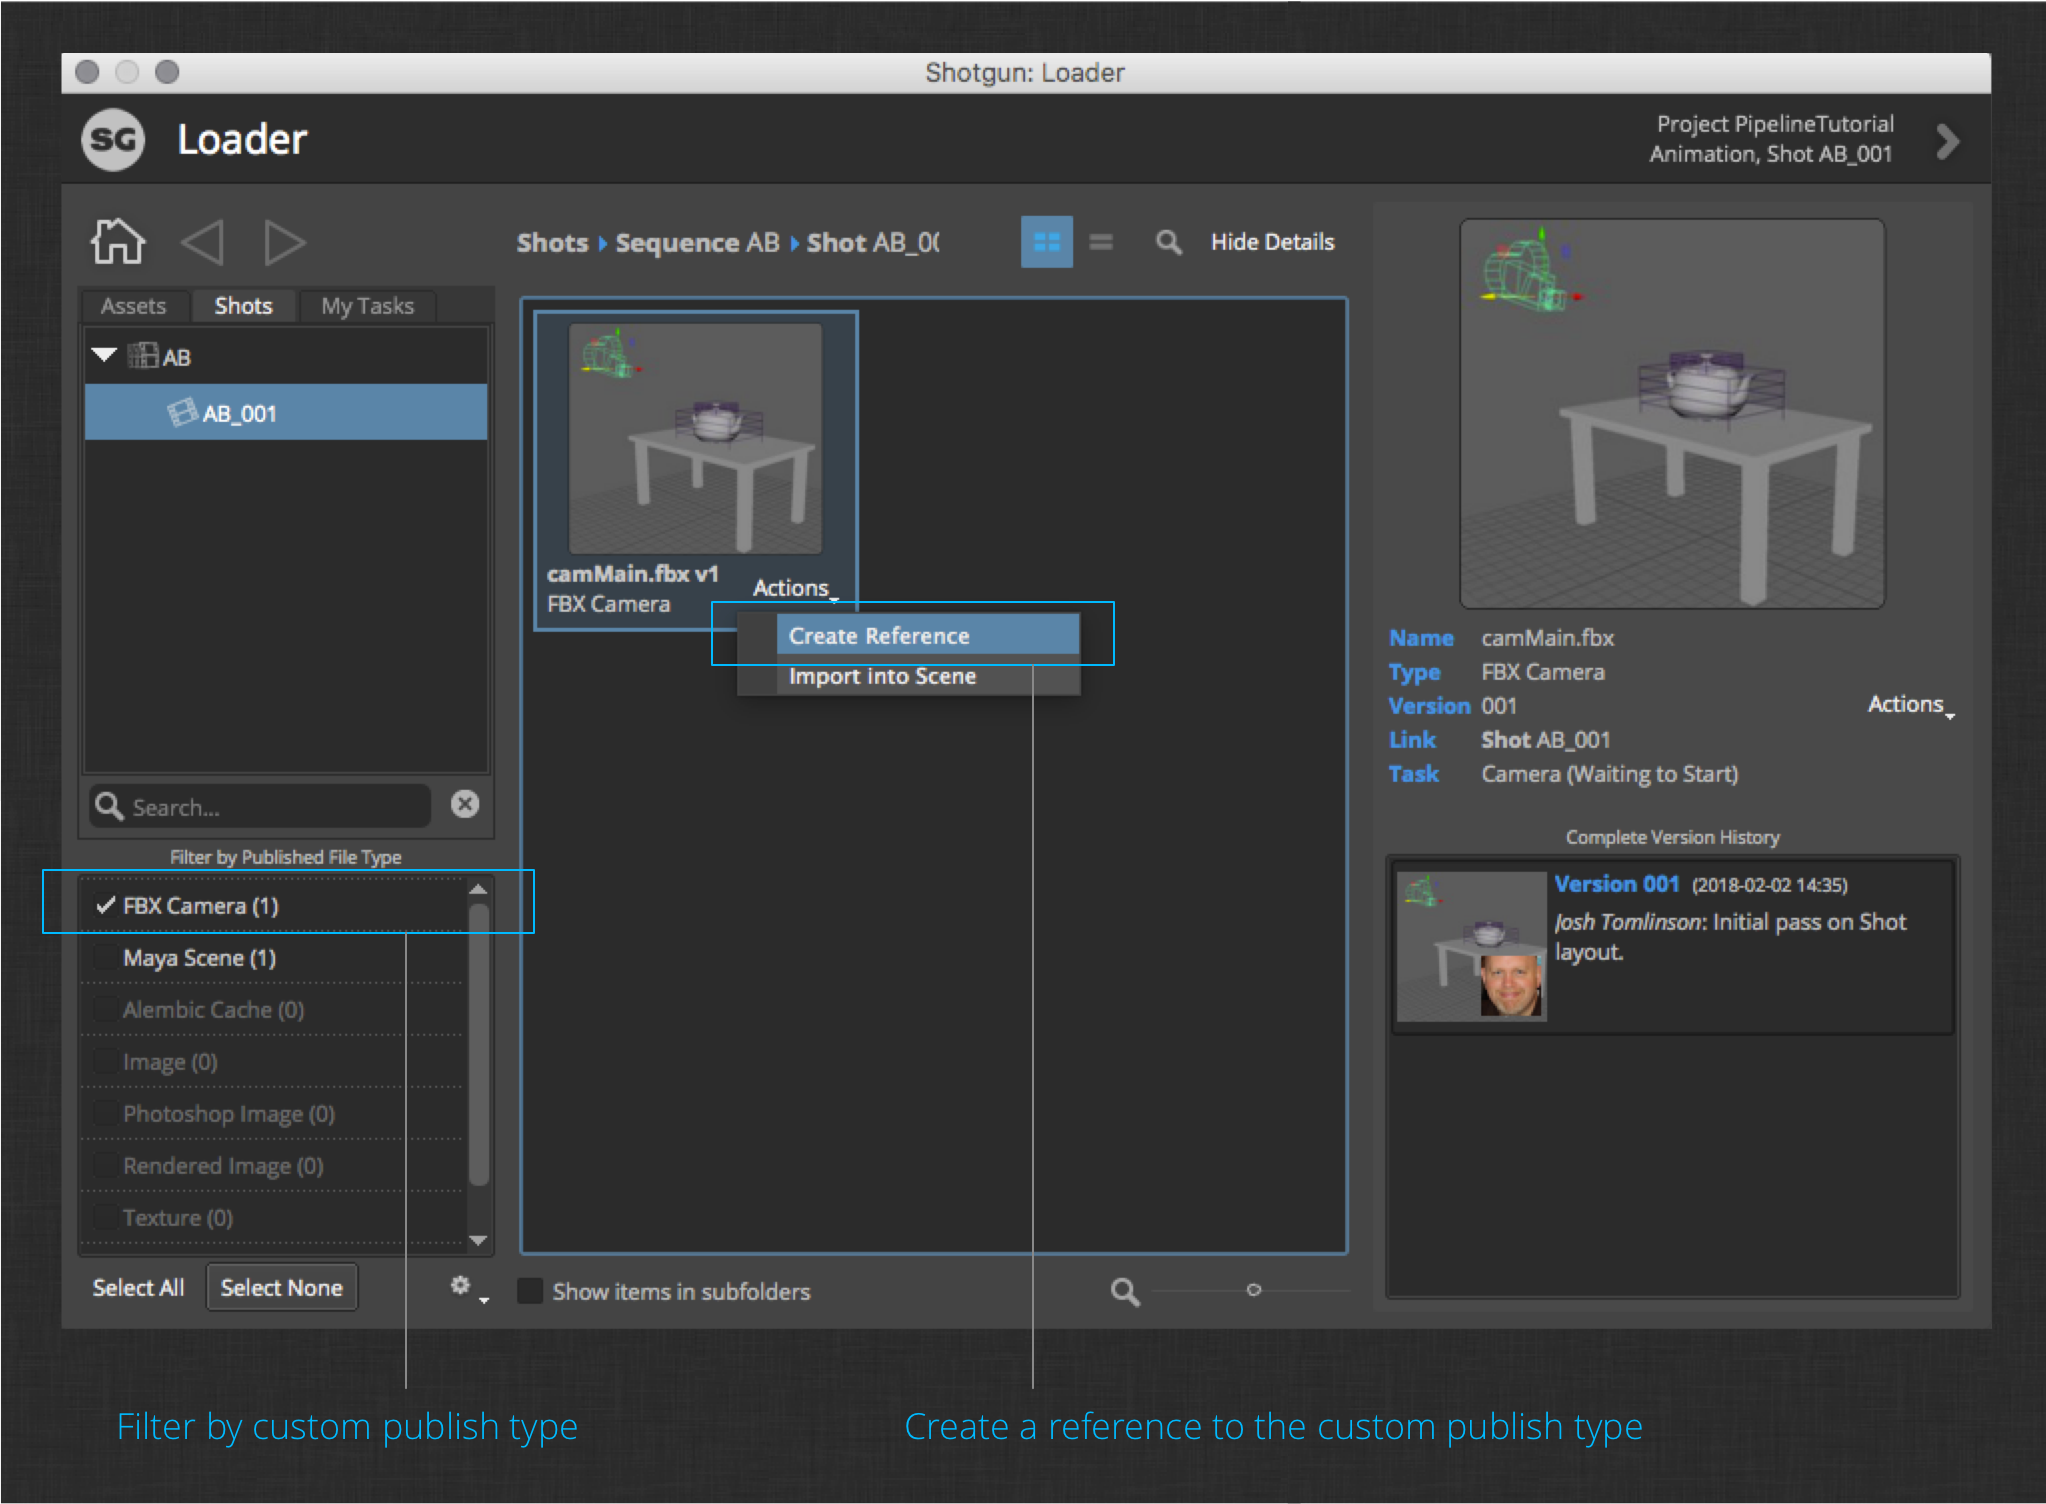 Shotgun: Loader
SG
Loader
Project PipelineTutorial
Animation, Shot AB_001
Shots Sequence AB Shot AB_0
Hide Details
Assets
Shots
My Tasks
AB
AB_001
Search...
Filter by Published File Type
FBX Camera (1)
Maya Scene (1)
Alembic Cache (0)
Image (0)
Photoshop Image (0)
Rendered Image (0)
Texture (0)
Select All
Select None
camMain.fbx v1
FBX Camera
Actions
Create Reference
Import into Scene
Show items in subfolders
Name camMain.fbx
Type FBX Camera
Version 001
Actions
Link Shot AB_001
Task Camera (Waiting to Start)
Complete Version History
Version 001 (2018-02-02 14:35)
Josh Tomlinson: Initial pass on Shot
layout.
Filter by custom publish type
Create a reference to the custom publish type